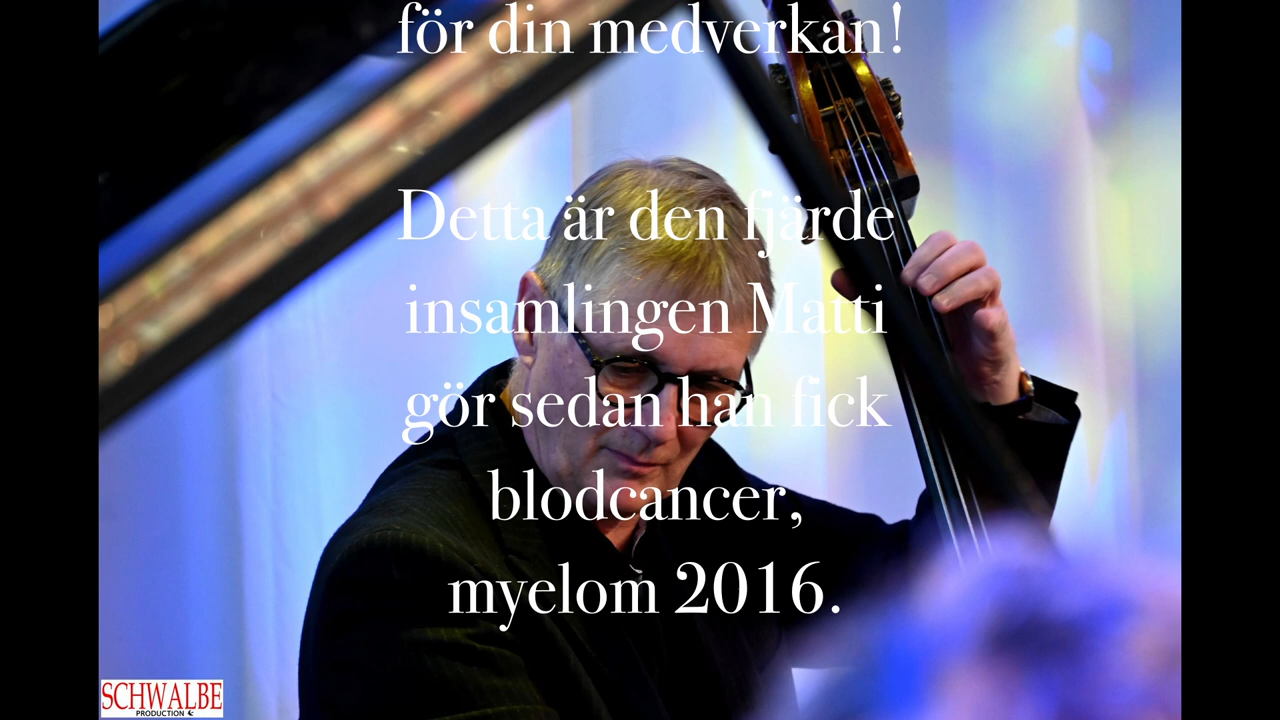 för din medverkan!
Detta är den fjärde
insamlingen Matti
gör sedan han fick
blodcancer,
myelom 2016.
SCHWALBE
PRODUCTION